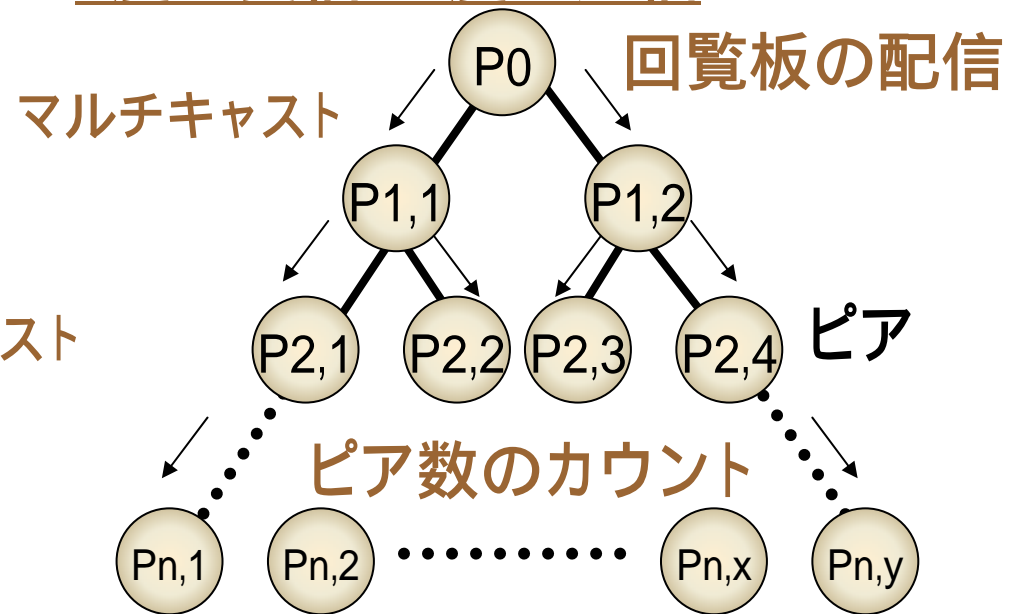 P0
回覧板の配信
マルチキャスト
P1,1
P1,2
スト
P2,1
P2,2
P2,3
P2,4
ピア
ピア数のカウント
Pn,1
Pn,2
Pn,x
Pn,y